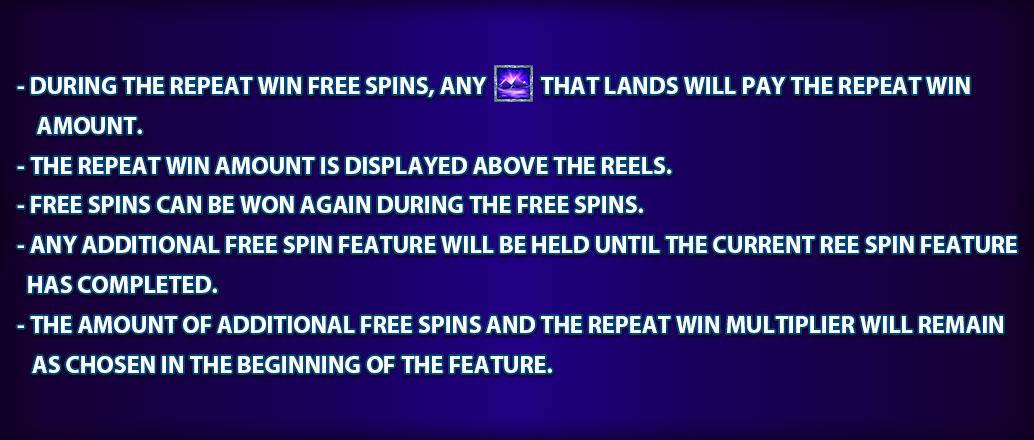 - DURING THE REPEAT WIN FREE SPINS, ANY THAT LANDS WILL PAY THE REPEAT WIN
AMOUNT.
- THE REPEAT WIN AMOUNT IS DISPLAYED ABOVE THE REELS.
- FREE SPINS CAN BE WON AGAIN DURING THE FREE SPINS.
- ANY ADDITIONAL FREE SPIN FEATURE WILL BE HELD UNTIL THE CURRENT REE SPIN FEATURE
HAS COMPLETED.
- THE AMOUNT OF ADDITIONAL FREE SPINS AND THE REPEAT WIN MULTIPLIER WILL REMAIN
AS CHOSEN IN THE BEGINNING OF THE FEATURE.